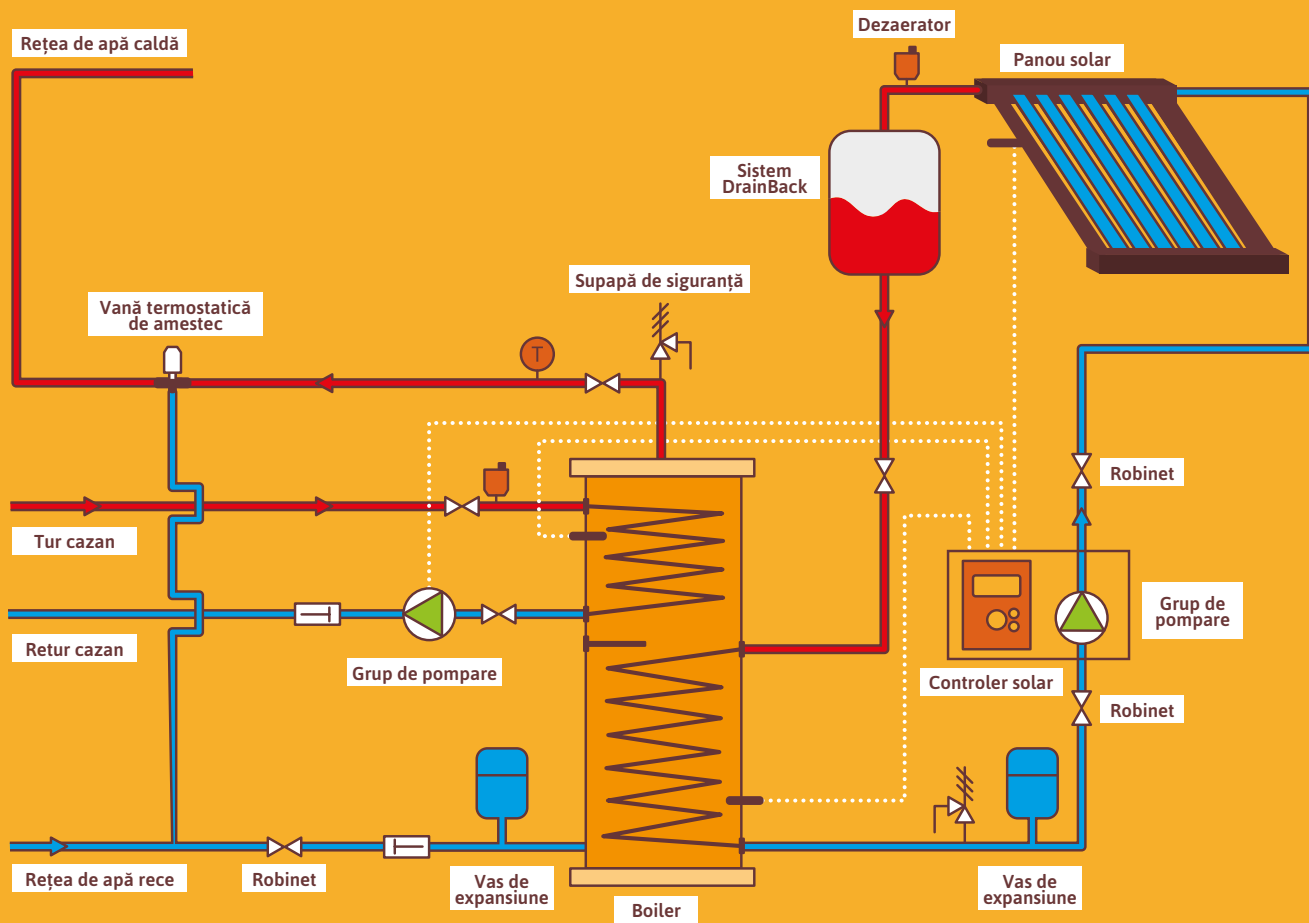 Dezaerator
Rețea de apă caldă
Panou solar
Sistem
DrainBack
Supapă de siguranță
Vană termostatică
de amestec
T
Robinet
Tur cazan
Grup de
pompare
Retur cazan
Grup de pompare
Controler solar
Robinet
Rețea de apă rece
Robinet
Vas de
expansiune
Vas de
expansiune
Boiler